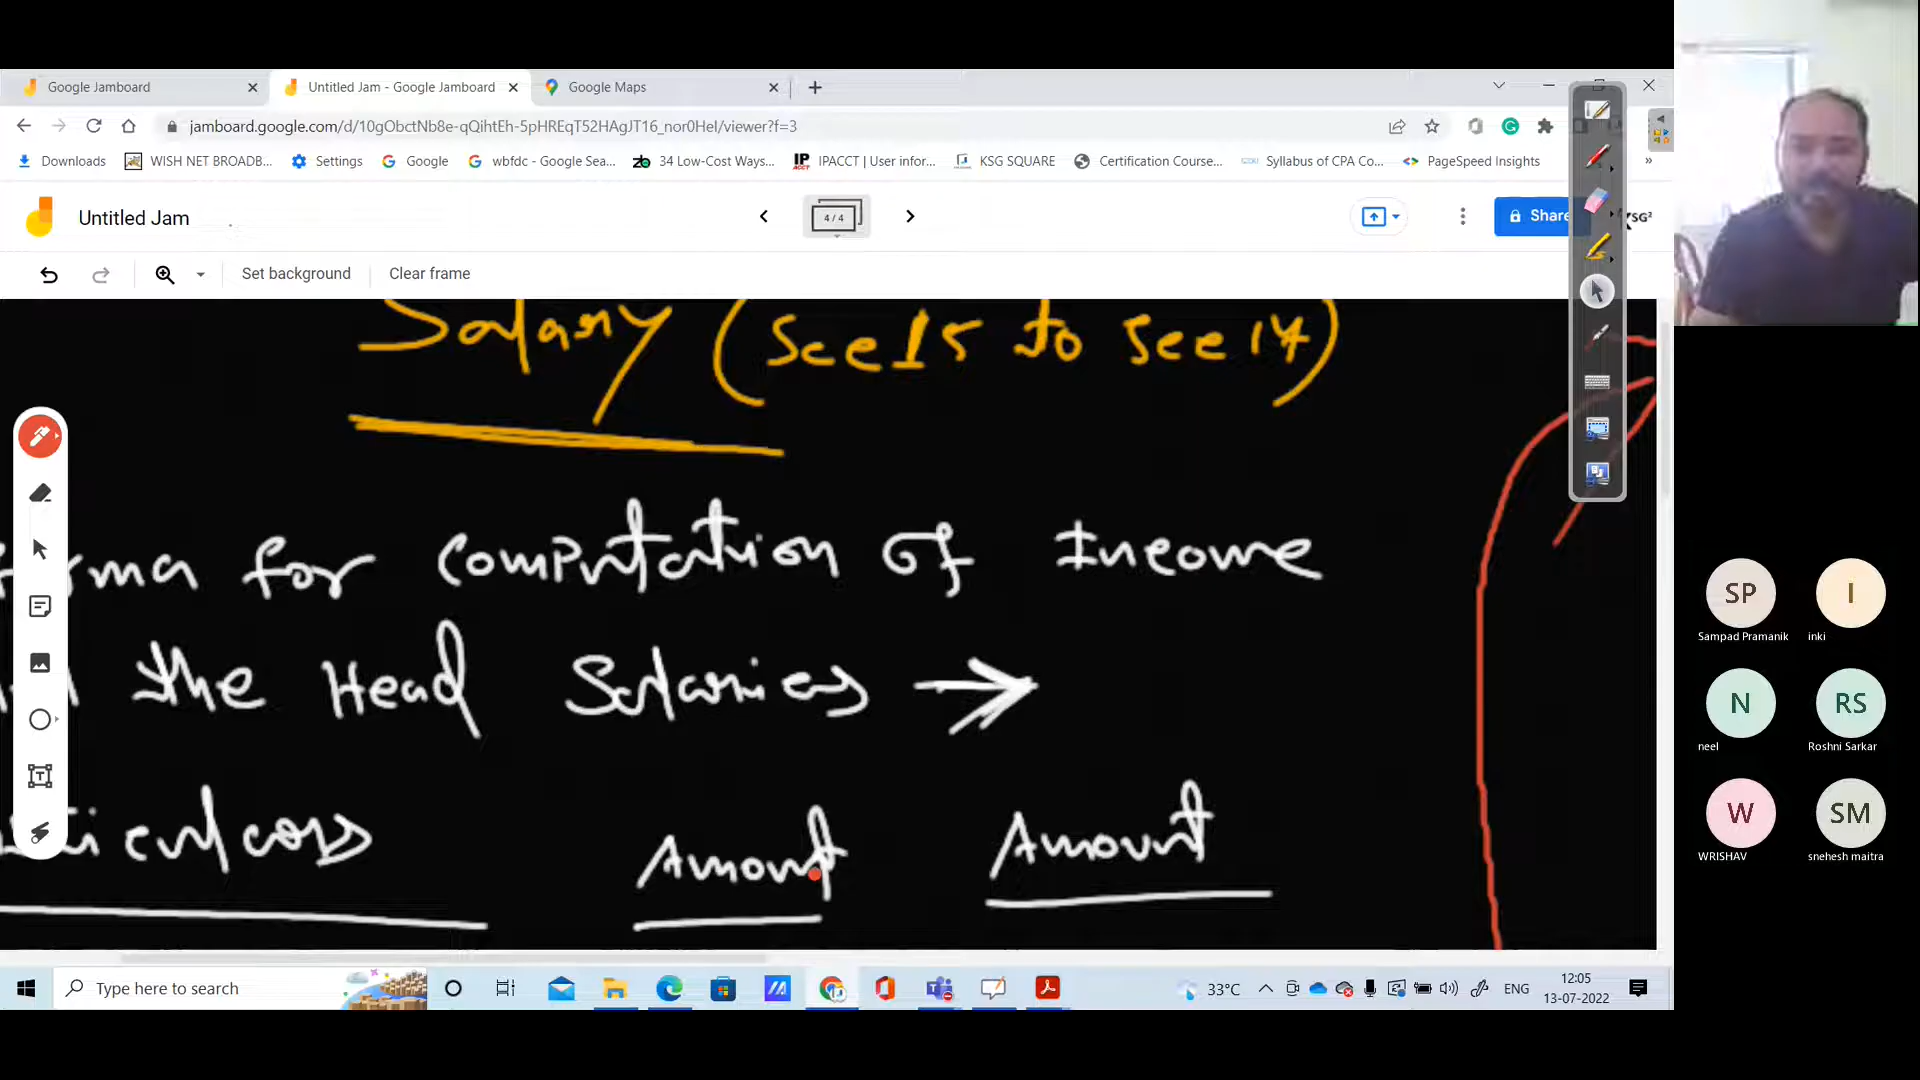 Google Jamboard
Untitled Jam - Google Jamboard
Google Maps
jamboard.google.com/d/10gObctNb8e-qQihtEh-5pHREqT52HAgJT16_nor0HeI/viewer?f=3
Downloads WISH NET BROADB... Settings Google wbfdc - Google Sea... 34 Low-Cost Ways... IPACCT | User infor... KSG SQUARE Certification Course... Syllabus of CPA Co... PageSpeed Insights »
Untitled Jam
4 / 4
Share
KSG²
Set background
Clear frame
Salary (Sec 15 to Sec 17)
rma for Computation of Income
the Head Salaries →
ticulars Amount Amount
SP
Sampad Pramanik
I
inki
N
neel
RS
Roshni Sarkar
W
WRISHAV
SM
snehesh maitra
Type here to search
33°C
ENG
12:05
13-07-2022